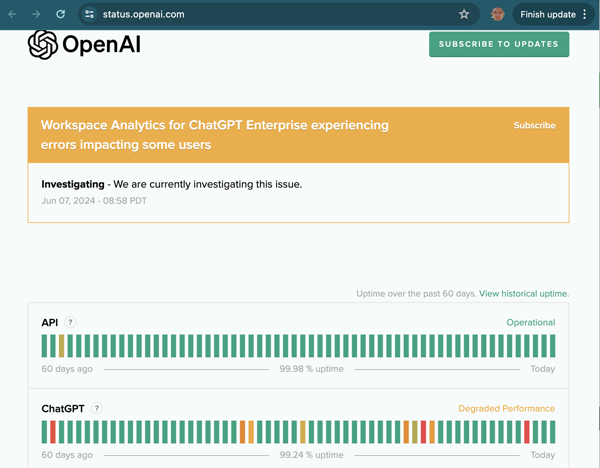 status.openai.com
Finish update
OpenAI
SUBSCRIBE TO UPDATES
Workspace Analytics for ChatGPT Enterprise experiencing
errors impacting some users
Subscribe
Investigating - We are currently investigating this issue.
Jun 07, 2024 - 08:58 PDT
Uptime over the past 60 days. View historical uptime.
API ?
Operational
60 days ago 99.98 % uptime Today
ChatGPT ?
Degraded Performance
60 days ago 99.24 % uptime Today